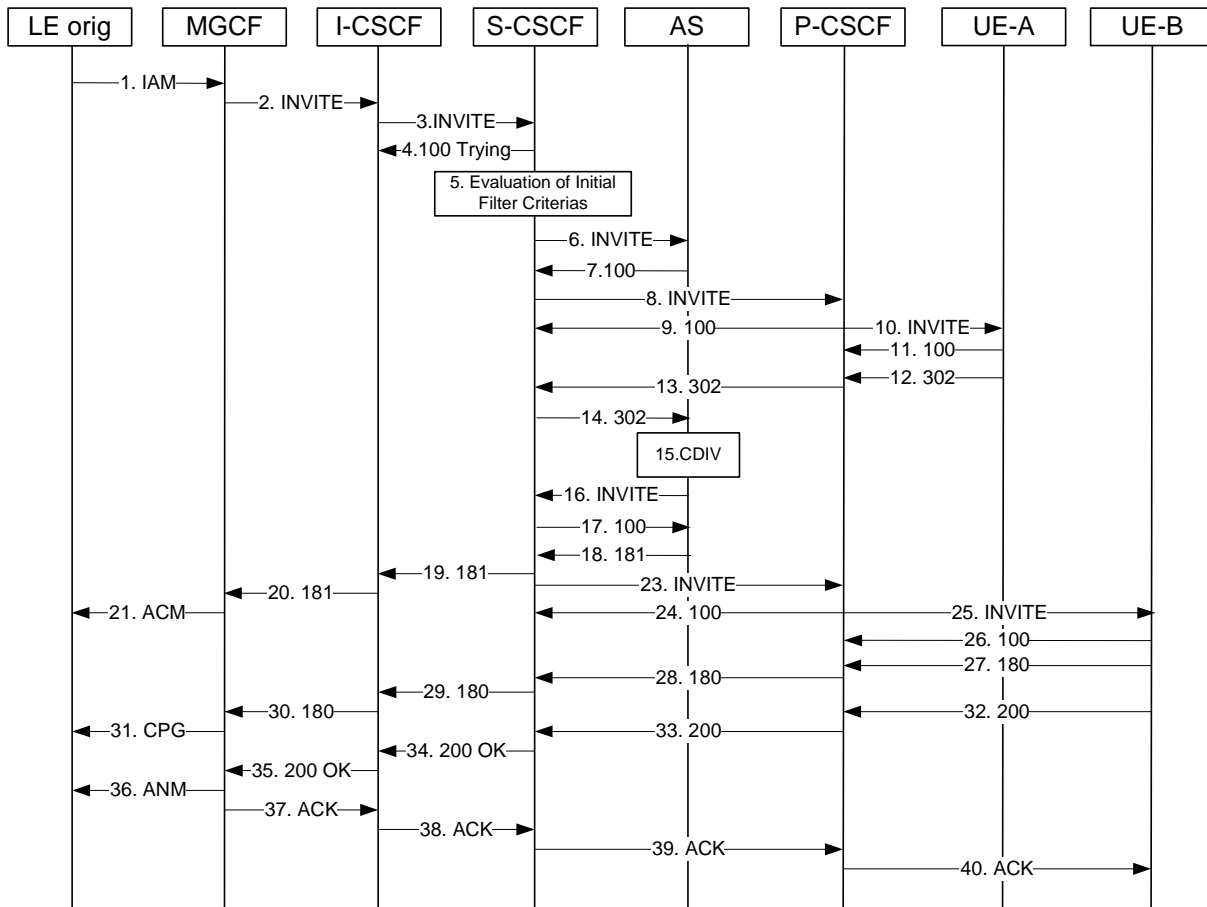 LE orig
MGCF
I-CSCF
S-CSCF
AS
P-CSCF
UE-A
UE-B
1. IAM
2. INVITE
3.INVITE
4.100 Trying
5. Evaluation of Initial
Filter Criterias
6. INVITE
7.100
8. INVITE
9. 100
10. INVITE
11. 100
12. 302
13. 302
14. 302
15.CDIV
16. INVITE
17. 100
18. 181
19. 181
20. 181
23. INVITE
21. ACM
24. 100
25. INVITE
26. 100
27. 180
28. 180
29. 180
30. 180
32. 200
31. CPG
33. 200
34. 200 OK
35. 200 OK
36. ANM
37. ACK
38. ACK
39. ACK
40. ACK